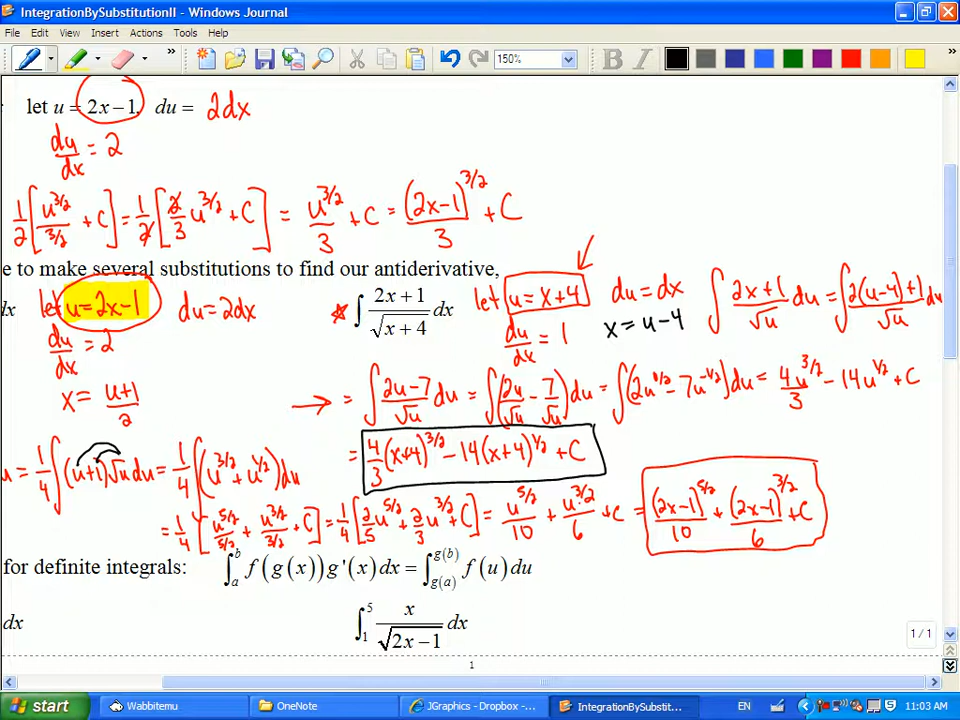 IntegrationBySubstitutionII - Windows Journal
File Edit View Insert Actions Tools Help
150% B I
let u = 2x − 1, du = 2dx
du/dx = 2
1/2 [u^{3/2}/(3/2) + C] = 1/2 [2/3 u^{3/2} + C] = u^{3/2}/3 + C = (2x-1)^{3/2}/3 + C
e to make several substitutions to find our antiderivative,
dx let u=2x-1 du=2dx * ∫ (2x+1)/√(x+4) dx let u=x+4 du=dx ∫ (2x+1)/√u du = ∫ (2(u-4)+1)/√u du
du/dx = 2 du/dx = 1 x=u-4
x = (u+1)/2 → = ∫ (2u-7)/√u du = ∫ (2u/√u - 7/√u) du = ∫ (2u^{1/2} - 7u^{-1/2}) du = 4u^{3/2}/3 - 14u^{1/2} + C
= 4/3 (x+4)^{3/2} - 14(x+4)^{1/2} + C
u = 1/4 ∫ (u+1)√u du = 1/4 ∫ (u^{3/2} + u^{1/2}) du
= 1/4 [u^{5/2}/(5/2) + u^{3/2}/(3/2) + C] = 1/4 [2/5 u^{5/2} + 2/3 u^{3/2} + C] = u^{5/2}/10 + u^{3/2}/6 + C = (2x-1)^{5/2}/10 + (2x-1)^{3/2}/6 + C
for definite integrals: ∫_a^b f(g(x))g'(x)dx = ∫_{g(a)}^{g(b)} f(u)du
dx ∫_1^5 x/√(2x−1) dx
1 / 1
1
start Wabbitemu OneNote JGraphics - Dropbox - ... IntegrationBySubstit... EN 11:03 AM